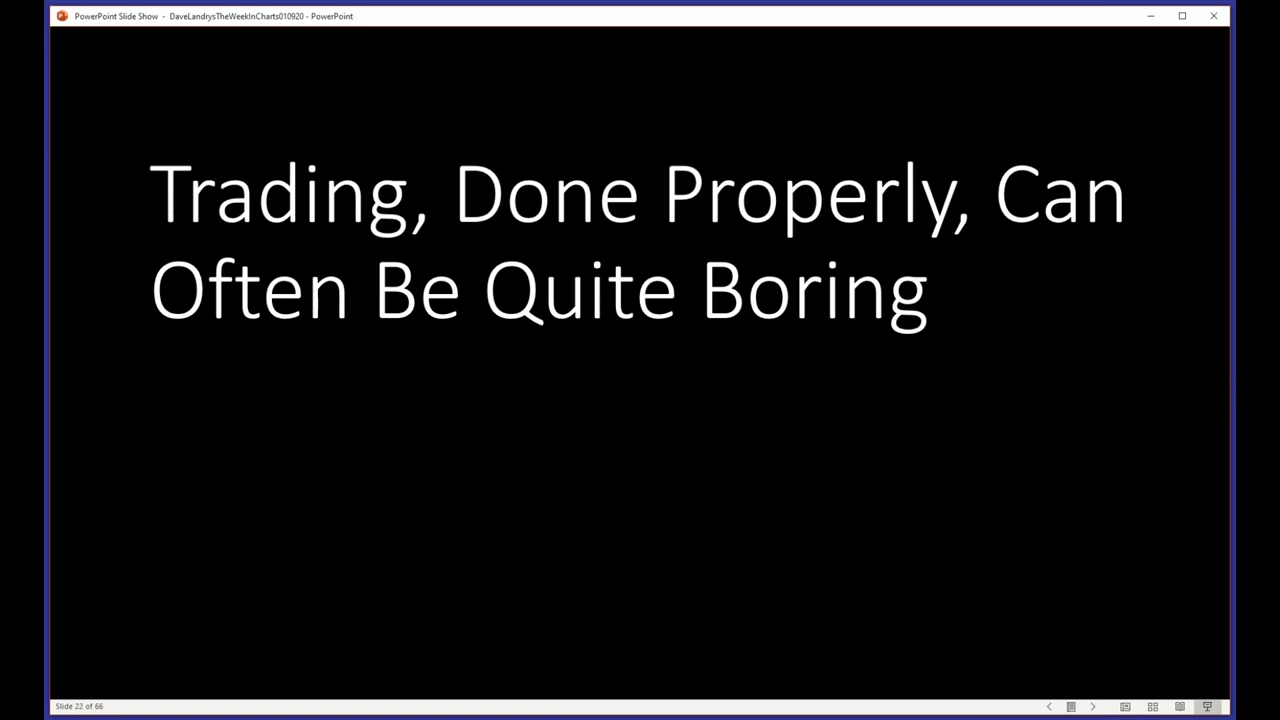 PowerPoint Slide Show - DaveLandrysTheWeekInCharts010920 - PowerPoint
Trading, Done Properly, Can
Often Be Quite Boring
Slide 22 of 66